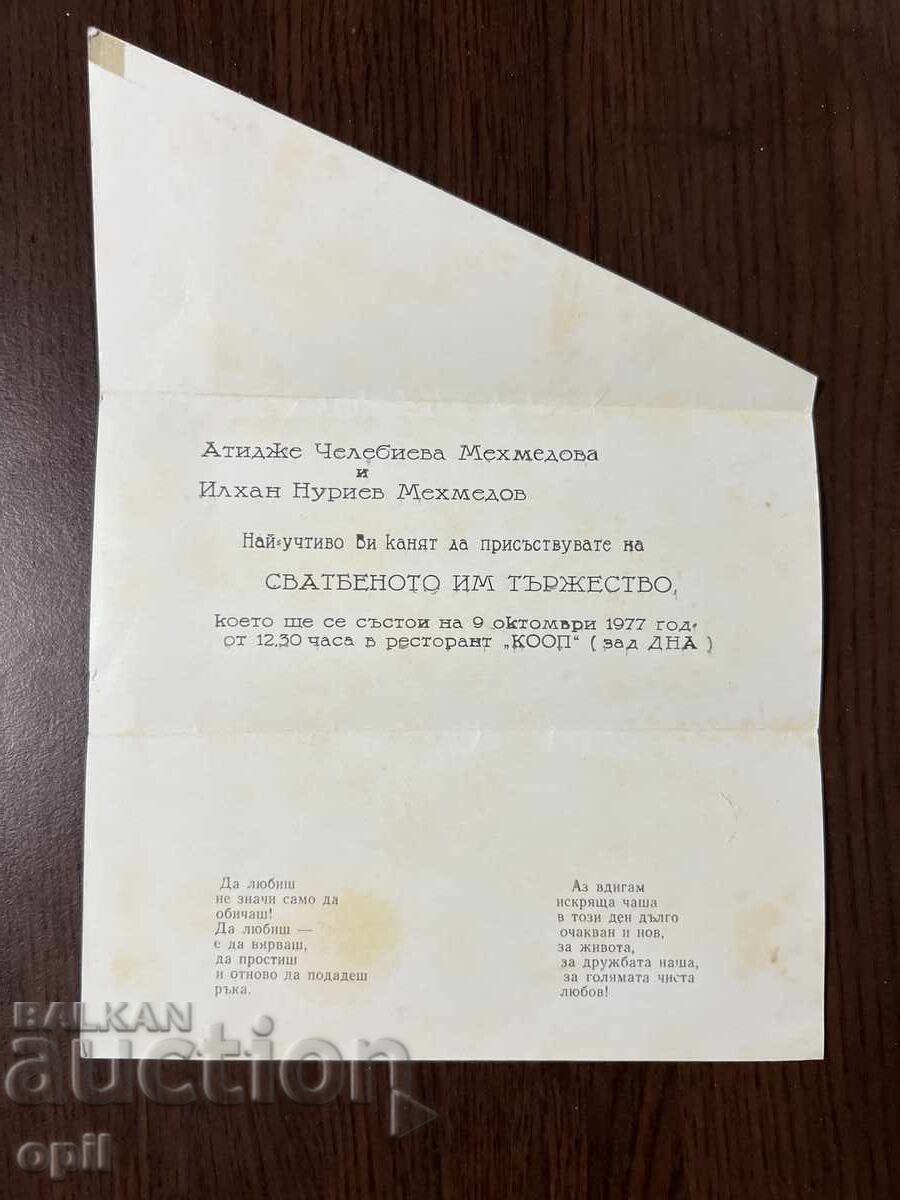 Атидже Челебиева Мехмедова
и
Илхан Нуриев Мехмедов
Най-учтиво Ви канят да присъствувате на
СВАТБЕНОТО ИМ ТЪРЖЕСТВО,
което ще се състои на 9 октомври 1977 год.
от 12.30 часа в ресторант „КООП“ ( зад ДНА )
Да любиш
не значи само да
обичаш!
Да любиш —
е да вярваш,
да простиш
и отново да подадеш
ръка.
Аз вдигам
искряща чаша
в този ден дълго
очакван и нов,
за живота,
за дружбата наша,
за голямата чиста
любов!
BALKAN
auction
opil